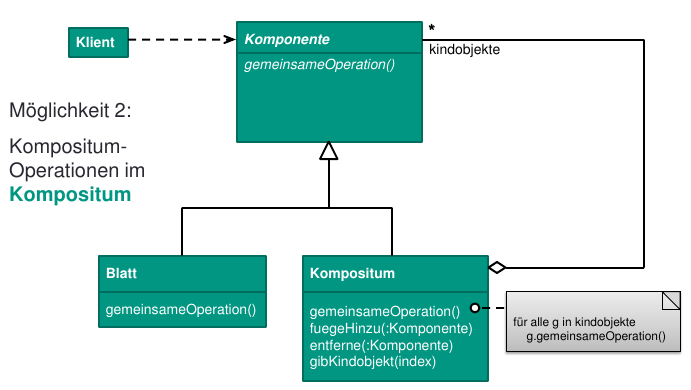 Klient
Komponente
gemeinsameOperation()
*
kindobjekte
Möglichkeit 2:
Kompositum-
Operationen im
Kompositum
Blatt
gemeinsameOperation()
Kompositum
gemeinsameOperation()
fuegeHinzu(:Komponente)
entferne(:Komponente)
gibKindobjekt(index)
für alle g in kindobjekte
g.gemeinsameOperation()